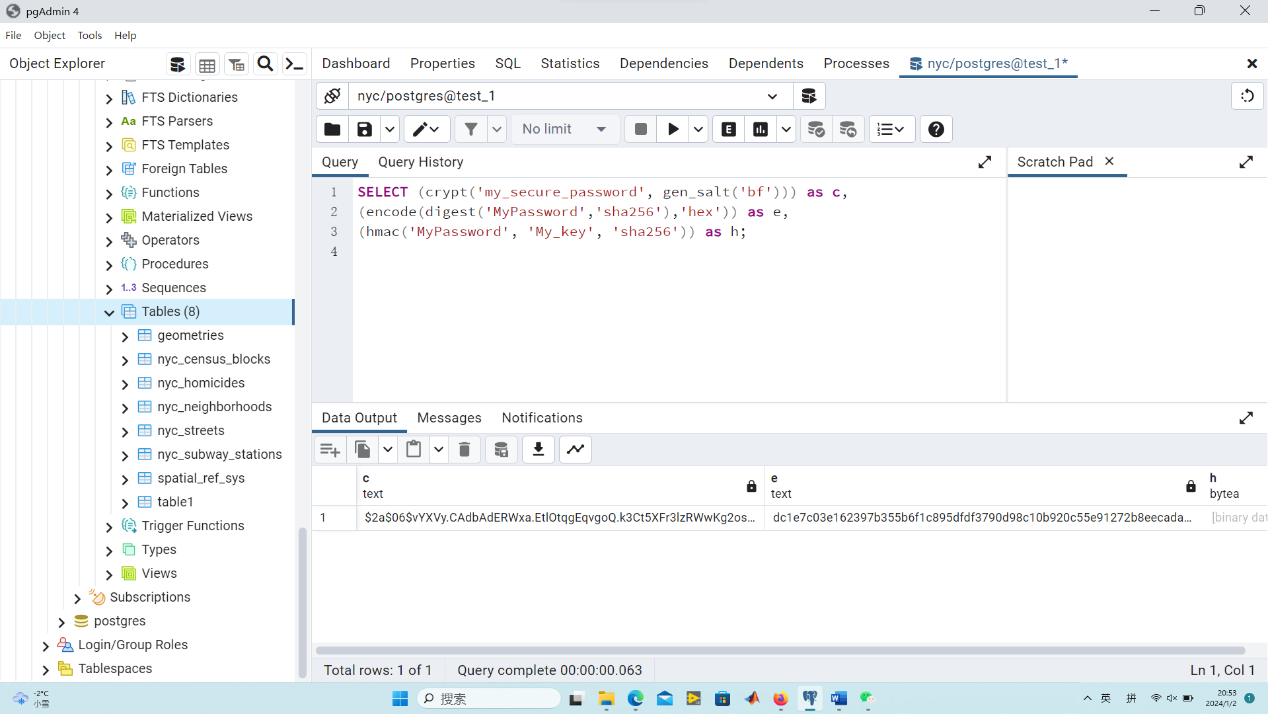 pgAdmin 4
File Object Tools Help
Object Explorer
Dashboard Properties SQL Statistics Dependencies Dependents Processes nyc/postgres@test_1*
FTS Dictionaries
Aa FTS Parsers
FTS Templates
Foreign Tables
Functions
Materialized Views
Operators
Procedures
1..3 Sequences
Tables (8)
geometries
nyc_census_blocks
nyc_homicides
nyc_neighborhoods
nyc_streets
nyc_subway_stations
spatial_ref_sys
table1
Trigger Functions
Types
Views
Subscriptions
postgres
Login/Group Roles
Tablespaces
nyc/postgres@test_1
No limit
E
Query Query History
Scratch Pad
1 SELECT (crypt('my_secure_password', gen_salt('bf'))) as c,
2 (encode(digest('MyPassword','sha256'),'hex')) as e,
3 (hmac('MyPassword', 'My_key', 'sha256')) as h;
4
Data Output Messages Notifications
c e h
text text bytea
1 $2a$06$vYXVy.CAdbAdERWxa.EtlOtqgEqvgoQ.k3Ct5XFr3lzRWwKg2os... dc1e7c03e162397b355b6f1c895dfdf3790d98c10b920c55e91272b8eecada... [binary dat
Total rows: 1 of 1 Query complete 00:00:00.063 Ln 1, Col 1
-2°C
小雪
搜索
英 拼
20:53
2024/1/2
1